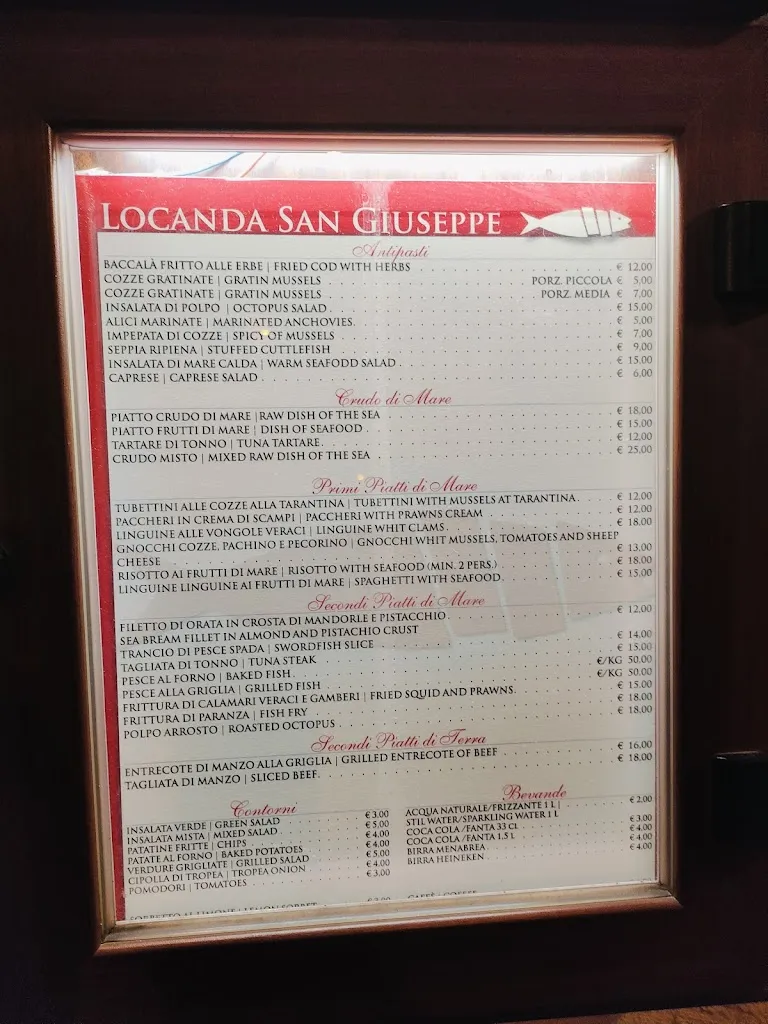 LOCANDA SAN GIUSEPPE
Antipasti
BACCALÀ FRITTO ALLE ERBE | FRIED COD WITH HERBS € 12,00
COZZE GRATINATE | GRATIN MUSSELS PORZ. PICCOLA € 5,00
COZZE GRATINATE | GRATIN MUSSELS PORZ. MEDIA € 7,00
INSALATA DI POLPO | OCTOPUS SALAD € 15,00
ALICI MARINATE | MARINATED ANCHOVIES € 5,00
IMPEPATA DI COZZE | SPICY OF MUSSELS € 7,00
SEPPIA RIPIENA | STUFFED CUTTLEFISH € 9,00
INSALATA DI MARE CALDA | WARM SEAFODD SALAD € 15,00
CAPRESE | CAPRESE SALAD € 6,00
Crudo di Mare
PIATTO CRUDO DI MARE | RAW DISH OF THE SEA € 18,00
PIATTO FRUTTI DI MARE | DISH OF SEAFOOD € 15,00
TARTARE DI TONNO | TUNA TARTARE € 12,00
CRUDO MISTO | MIXED RAW DISH OF THE SEA € 25,00
Primi Piatti di Mare
TUBETTINI ALLE COZZE ALLA TARANTINA | TUBETTINI WITH MUSSELS AT TARANTINA € 12,00
PACCHERI IN CREMA DI SCAMPI | PACCHERI WITH PRAWNS CREAM € 12,00
LINGUINE ALLE VONGOLE VERACI | LINGUINE WHIT CLAMS € 18,00
GNOCCHI COZZE, PACHINO E PECORINO | GNOCCHI WHIT MUSSELS, TOMATOES AND SHEEP
CHEESE € 13,00
RISOTTO AI FRUTTI DI MARE | RISOTTO WITH SEAFOOD (MIN. 2 PERS.) € 18,00
LINGUINE LINGUINE AI FRUTTI DI MARE | SPAGHETTI WITH SEAFOOD € 15,00
Secondi Piatti di Mare
FILETTO DI ORATA IN CROSTA DI MANDORLE E PISTACCHIO € 12,00
SEA BREAM FILLET IN ALMOND AND PISTACHIO CRUST
TRANCIO DI PESCE SPADA | SWORDFISH SLICE € 14,00
TAGLIATA DI TONNO | TUNA STEAK € 15,00
PESCE AL FORNO | BAKED FISH €/KG 50,00
PESCE ALLA GRIGLIA | GRILLED FISH €/KG 50,00
FRITTURA DI CALAMARI VERACI E GAMBERI | FRIED SQUID AND PRAWNS € 15,00
FRITTURA DI PARANZA | FISH FRY € 18,00
POLPO ARROSTO | ROASTED OCTOPUS € 18,00
Secondi Piatti di Terra
ENTRECOTE DI MANZO ALLA GRIGLIA | GRILLED ENTRECOTE OF BEEF € 16,00
TAGLIATA DI MANZO | SLICED BEEF € 18,00
Contorni
INSALATA VERDE | GREEN SALAD € 3,00
INSALATA MISTA | MIXED SALAD € 5,00
PATATINE FRITTE | CHIPS € 4,00
PATATE AL FORNO | BAKED POTATOES € 4,00
VERDURE GRIGLIATE | GRILLED SALAD € 5,00
CIPOLLA DI TROPEA | TROPEA ONION € 4,00
POMODORI | TOMATOES € 3,00
SORBETTO AL LIMONE | LEMON SORBET
Bevande
ACQUA NATURALE/FRIZZANTE 1 L | € 2,00
STIL WATER/SPARKLING WATER 1 L
COCA COLA /FANTA 33 CL € 3,00
COCA COLA /FANTA 1.5 L € 4,00
BIRRA MENABREA € 4,00
BIRRA HEINEKEN € 4,00